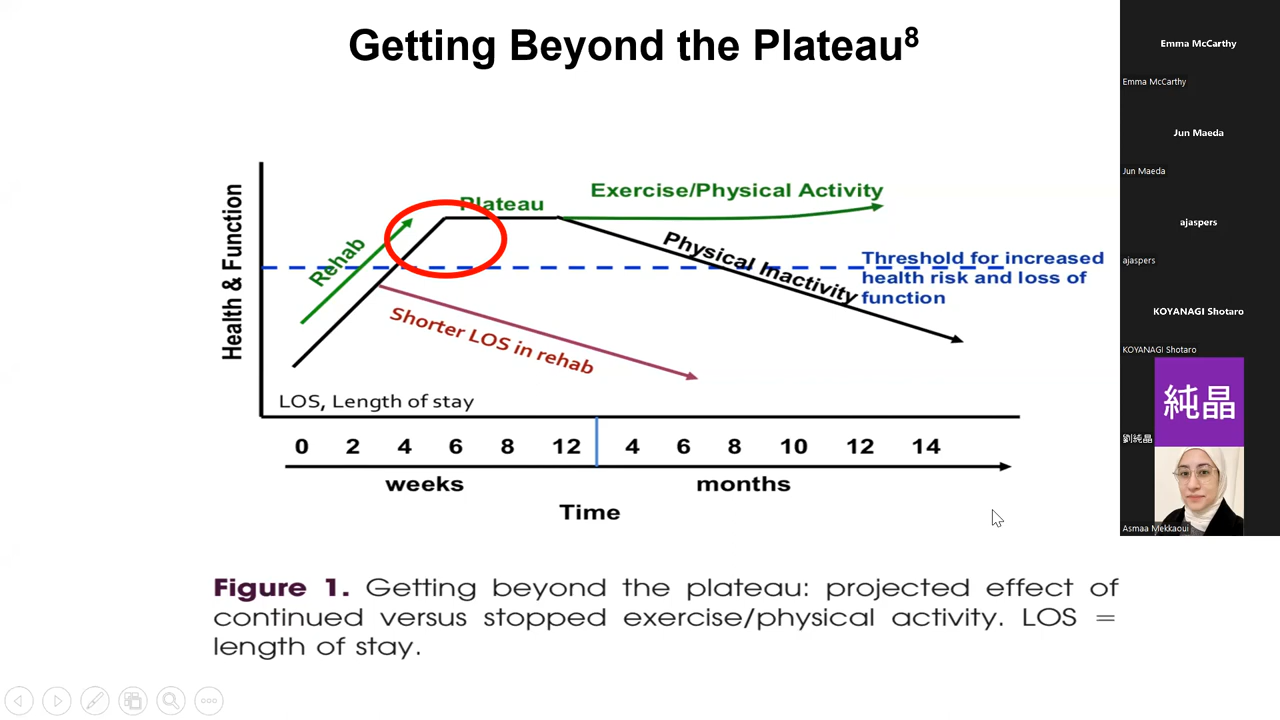 Getting Beyond the Plateau8
Health & Function
Rehab
Plateau
Exercise/Physical Activity
Physical Inactivity
Threshold for increased
health risk and loss of
function
Shorter LOS in rehab
LOS, Length of stay
0 2 4 6 8 12 4 6 8 10 12 14
weeks months
Time
Figure 1. Getting beyond the plateau: projected effect of
continued versus stopped exercise/physical activity. LOS =
length of stay.
Emma McCarthy
Emma McCarthy
Jun Maeda
Jun Maeda
ajaspers
ajaspers
KOYANAGI Shotaro
KOYANAGI Shotaro
純晶
劉純晶
Asmaa Mekkaoui